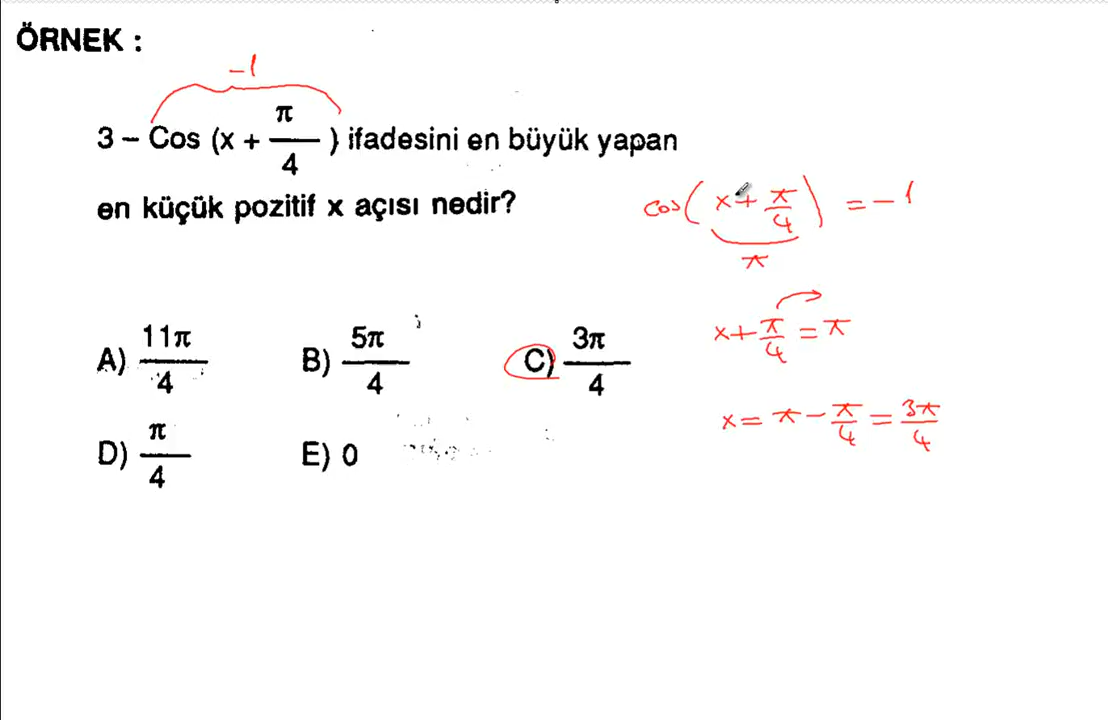 ÖRNEK :
-1
3 - Cos (x + π/4) ifadesini en büyük yapan
en küçük pozitif x açısı nedir?
cos(x+π/4) = -1
π
A) 11π/4 B) 5π/4 C) 3π/4
x+π/4 = π
x = π - π/4 = 3π/4
D) π/4 E) 0